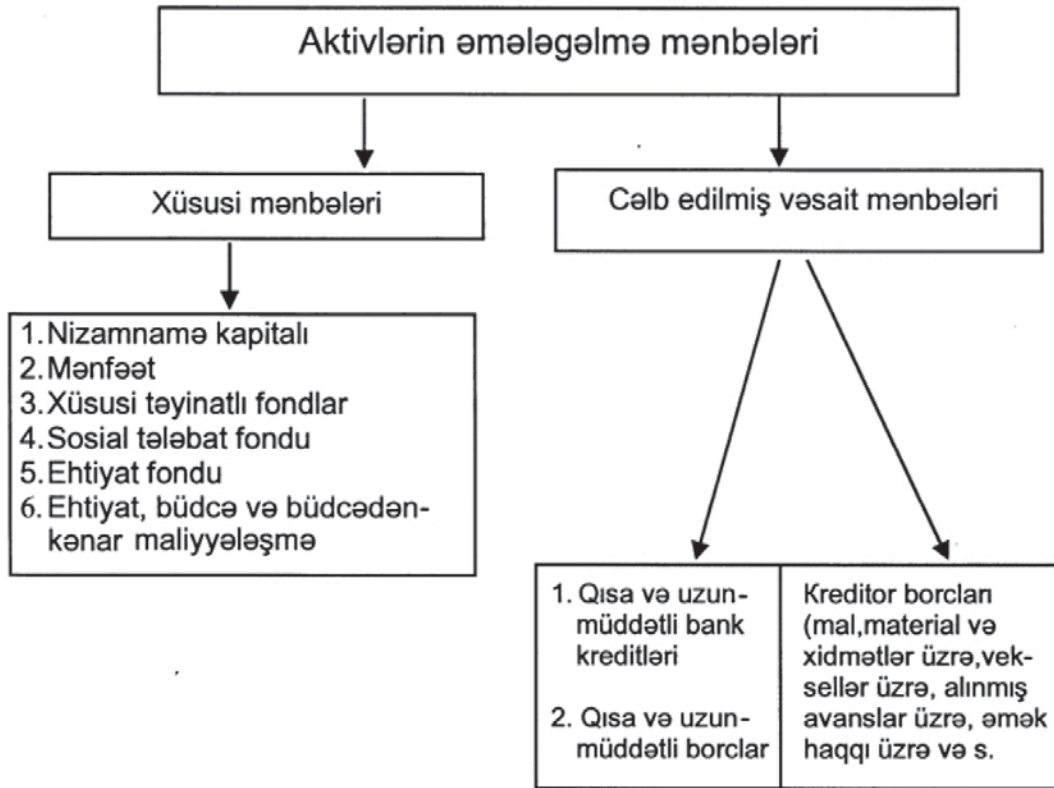 Aktivlərin əmələgəlmə mənbələri
Xüsusi mənbələri
Cəlb edilmiş vəsait mənbələri
1. Nizamnamə kapitalı
2. Mənfəət
3. Xüsusi təyinatlı fondlar
4. Sosial tələbat fondu
5. Ehtiyat fondu
6. Ehtiyat, büdcə və büdcədən-
kənar maliyyələşmə
1. Qısa və uzun-
müddətli bank
kreditləri
2. Qısa və uzun-
müddətli borclar
Kreditor borcları
(mal,material və
xidmətlər üzrə,vek-
sellər üzrə, alınmış
avanslar üzrə, əmək
haqqı üzrə və s.